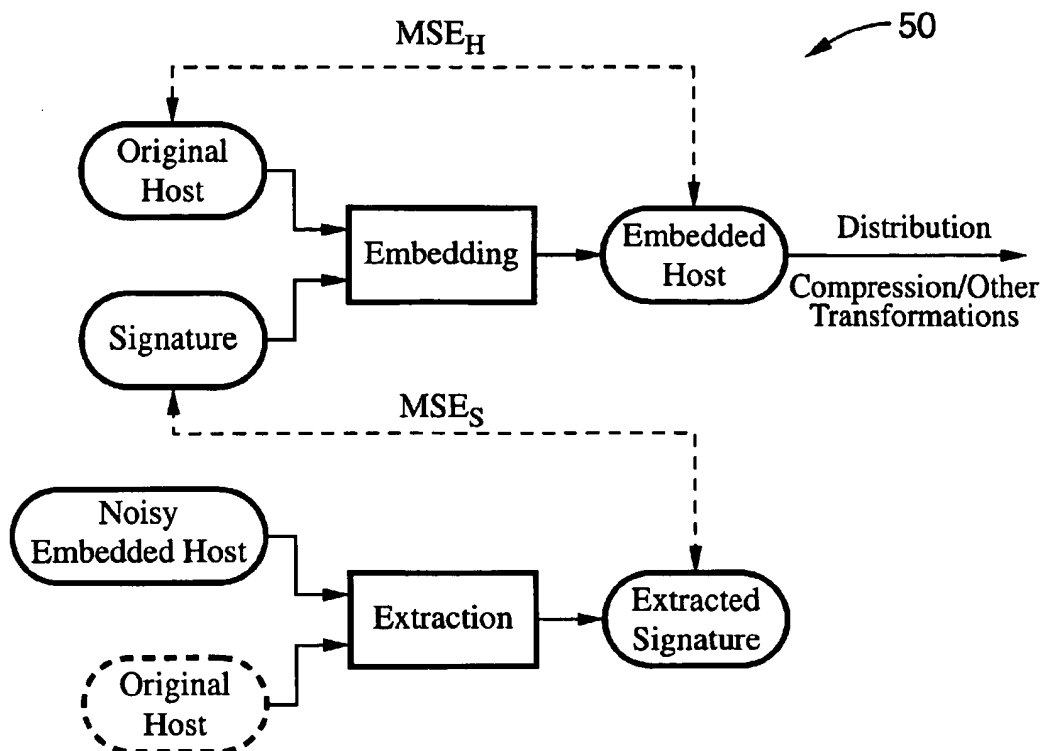 MSE_H
50
Original
Host
Embedding
Embedded
Host
Distribution
Compression/Other
Transformations
Signature
MSE_S
Noisy
Embedded Host
Extraction
Extracted
Signature
Original
Host